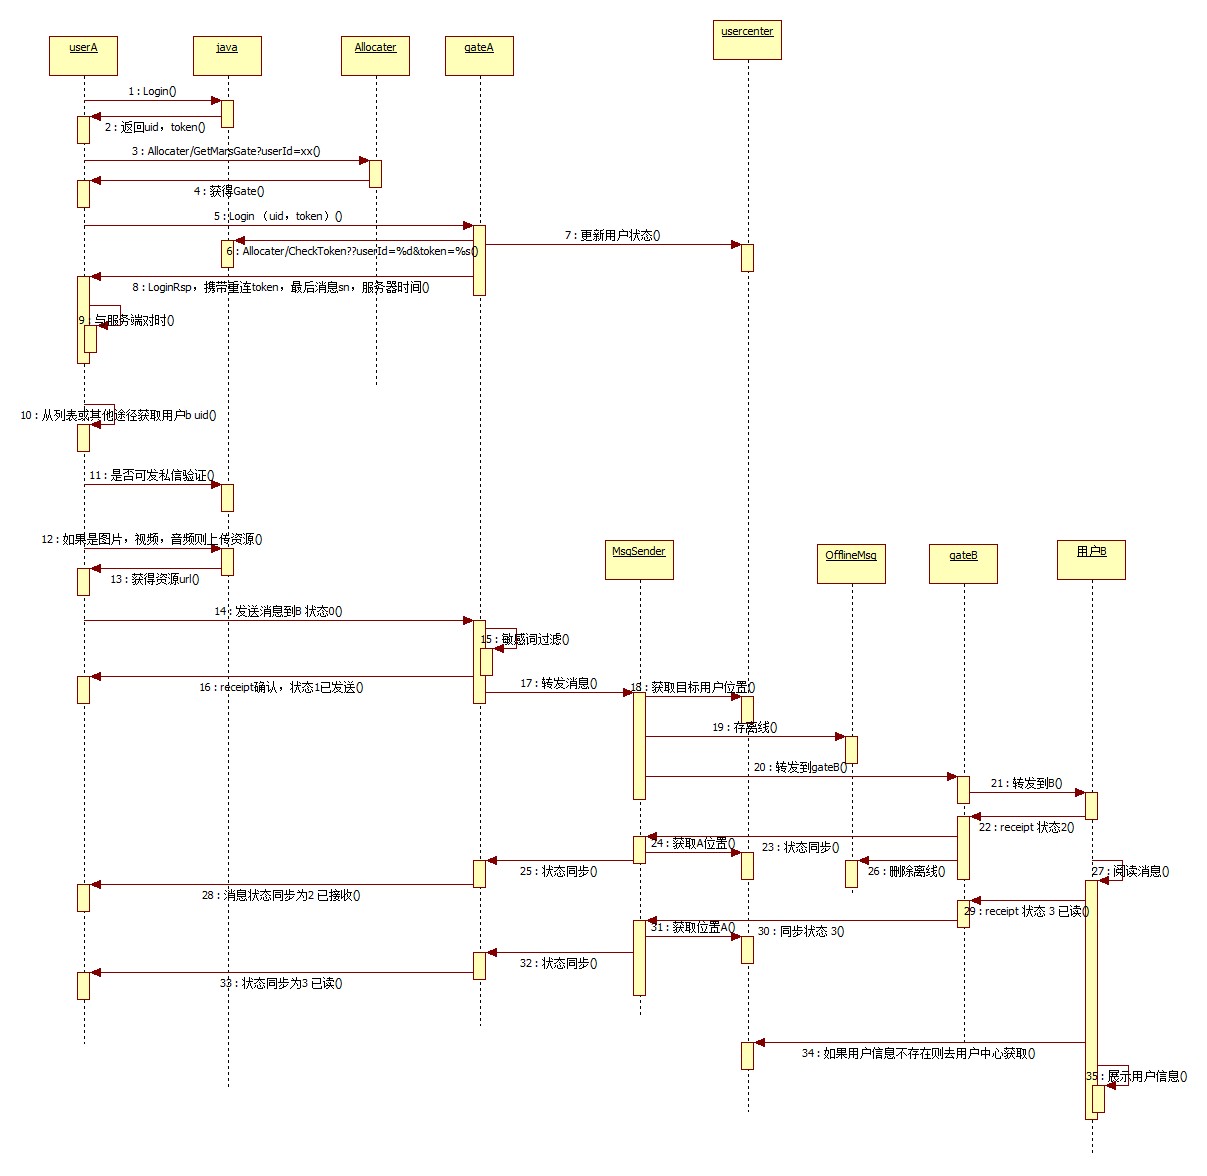 usercenter
userA
java
Allocater
gateA
1 : Login()
2 : 返回uid，token()
3 : Allocater/GetMarsGate?userId=xx()
4 : 获得Gate()
5 : Login （uid，token）()
7 : 更新用户状态()
6 : Allocater/CheckToken??userId=%d&token=%s()
8 : LoginRsp，携带重连token，最后消息sn，服务器时间()
9 : 与服务端对时()
10 : 从列表或其他途径获取用户b uid()
11 : 是否可发私信验证()
12 : 如果是图片，视频，音频则上传资源()
MsgSender
OfflineMsg
gateB
用户B
13 : 获得资源url()
14 : 发送消息到B 状态0()
15 : 敏感词过滤()
16 : receipt确认，状态1已发送()
17 : 转发消息()
18 : 获取目标用户位置()
19 : 存离线()
20 : 转发到gateB()
21 : 转发到B()
22 : receipt 状态2()
24 : 获取A位置()
23 : 状态同步()
25 : 状态同步()
26 : 删除离线()
27 : 阅读消息()
28 : 消息状态同步为2 已接收()
29 : receipt 状态 3 已读()
31 : 获取位置A()
30 : 同步状态 3()
32 : 状态同步()
33 : 状态同步为3 已读()
34 : 如果用户信息不存在则去用户中心获取()
35 : 展示用户信息()